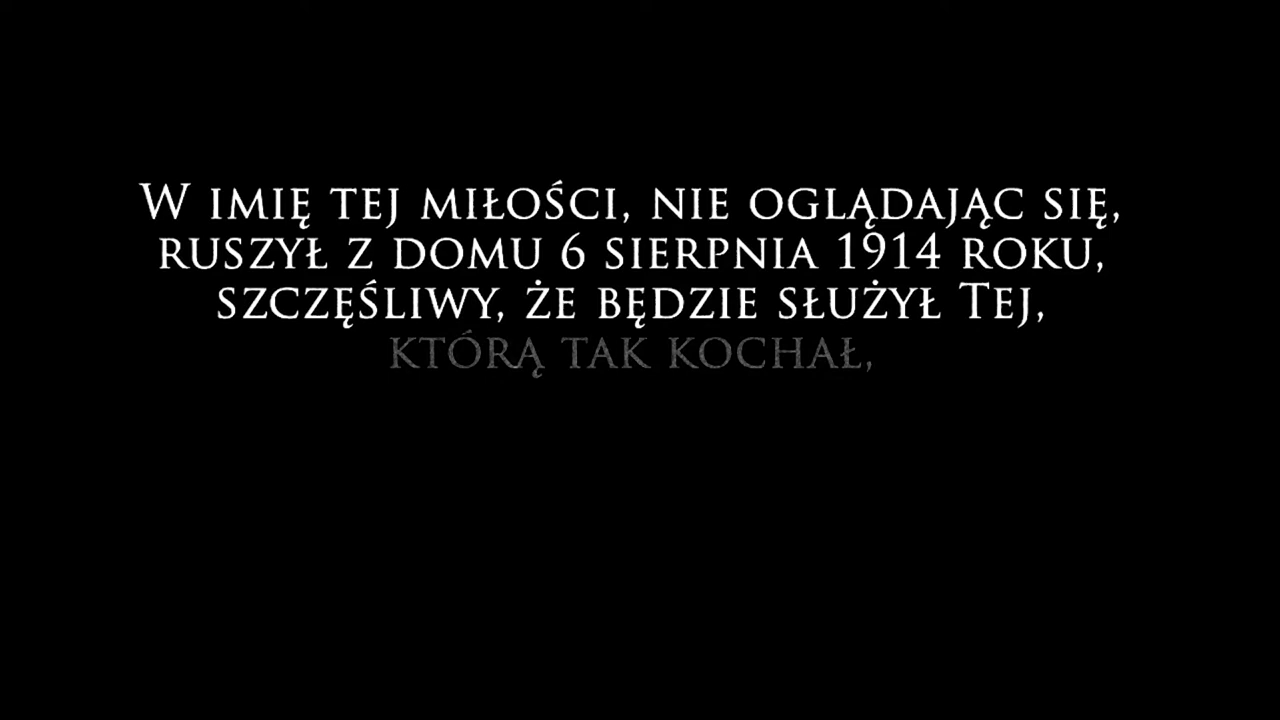 W imię tej miłości, nie oglądając się,
ruszył z domu 6 sierpnia 1914 roku,
szczęśliwy, że będzie służył Tej,
którą tak kochał,